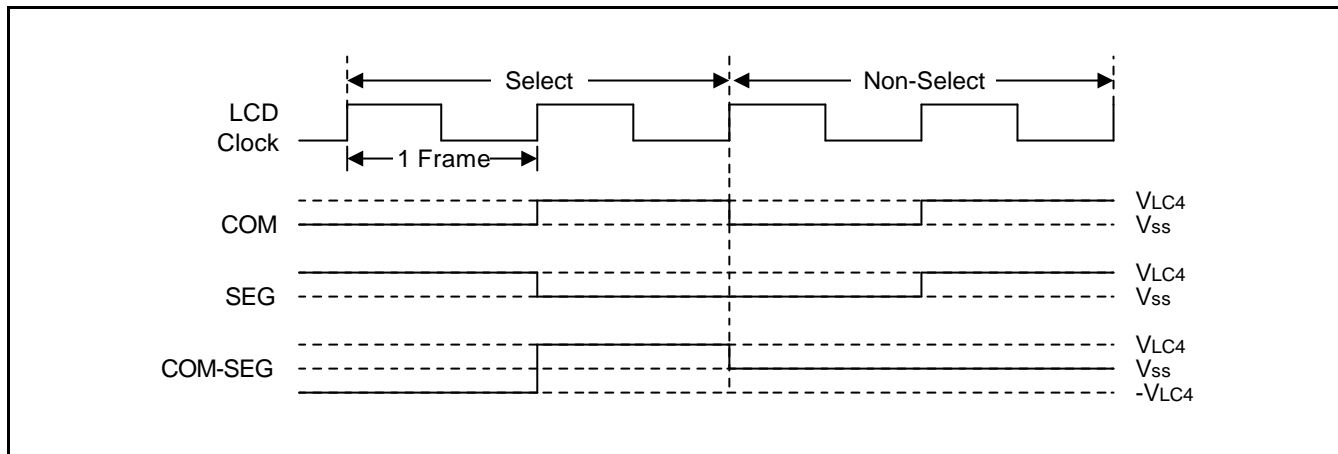 Select
Non-Select
LCD
Clock
1 Frame
COM
VLC4
Vss
SEG
VLC4
Vss
COM-SEG
VLC4
Vss
-VLC4